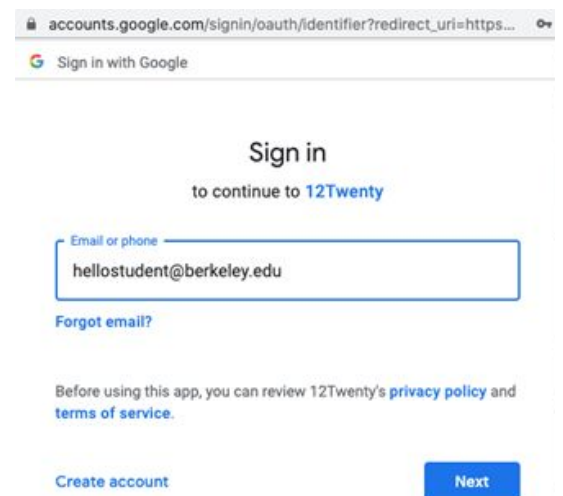 accounts.google.com/signin/oauth/identifier?redirect_uri=https...
Sign in with Google
Sign in
to continue to 12Twenty
Email or phone
hellostudent@berkeley.edu
Forgot email?
Before using this app, you can review 12Twenty's privacy policy and
terms of service.
Create account
Next